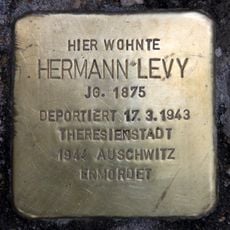 HIER WOHNTE
HERMANN LEVY
JG. 1875
DEPORTIERT 17.3.1943
THERESIENSTADT
1944 AUSCHWITZ
ERMORDET